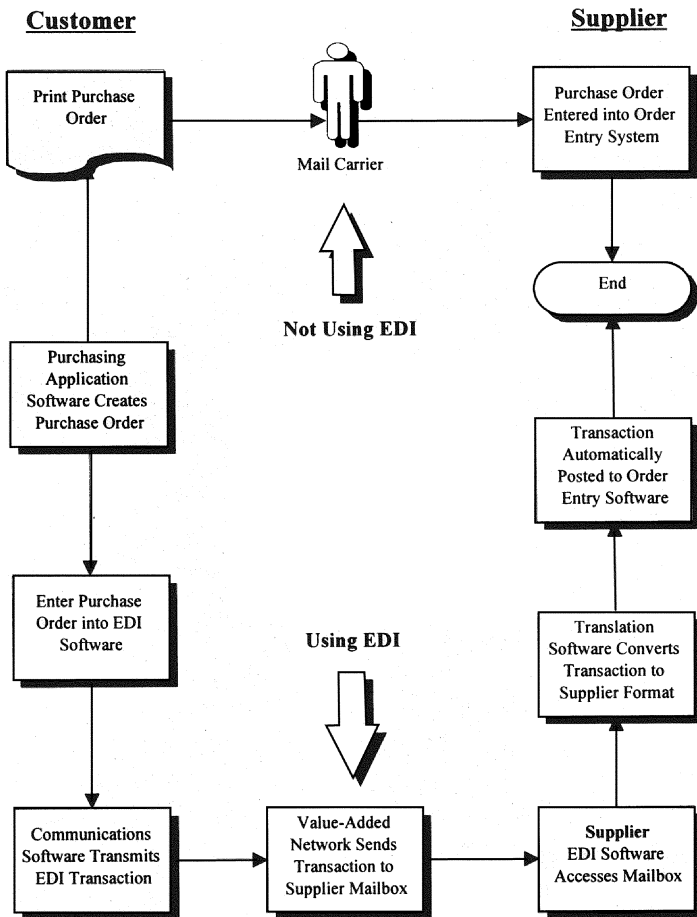 Customer
Supplier
Print Purchase
Order
Mail Carrier
Purchase Order
Entered into Order
Entry System
Not Using EDI
End
Purchasing
Application
Software Creates
Purchase Order
Transaction
Automatically
Posted to Order
Entry Software
Enter Purchase
Order into EDI
Software
Using EDI
Translation
Software Converts
Transaction to
Supplier Format
Communications
Software Transmits
EDI Transaction
Value-Added
Network Sends
Transaction to
Supplier Mailbox
Supplier
EDI Software
Accesses Mailbox